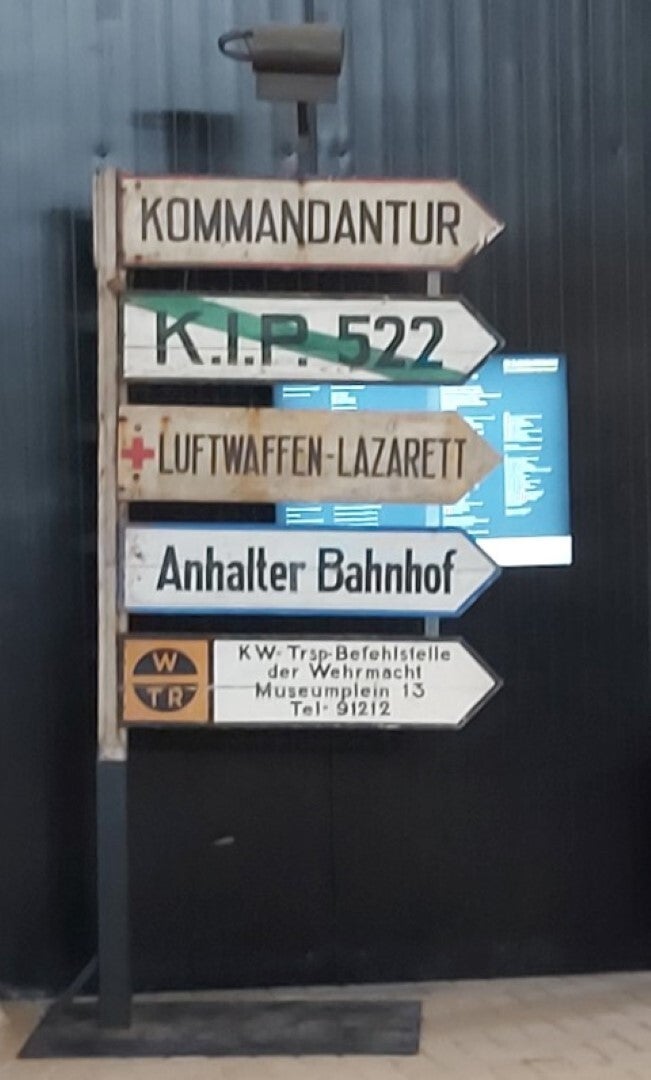 KOMMANDANTUR
K.I.P. 522
LUFTWAFFEN-LAZARETT
Anhalter Bahnhof
W
TR
KW-Trsp-Befehlstelle
der Wehrmacht
Museumplein 13
Tel- 91212